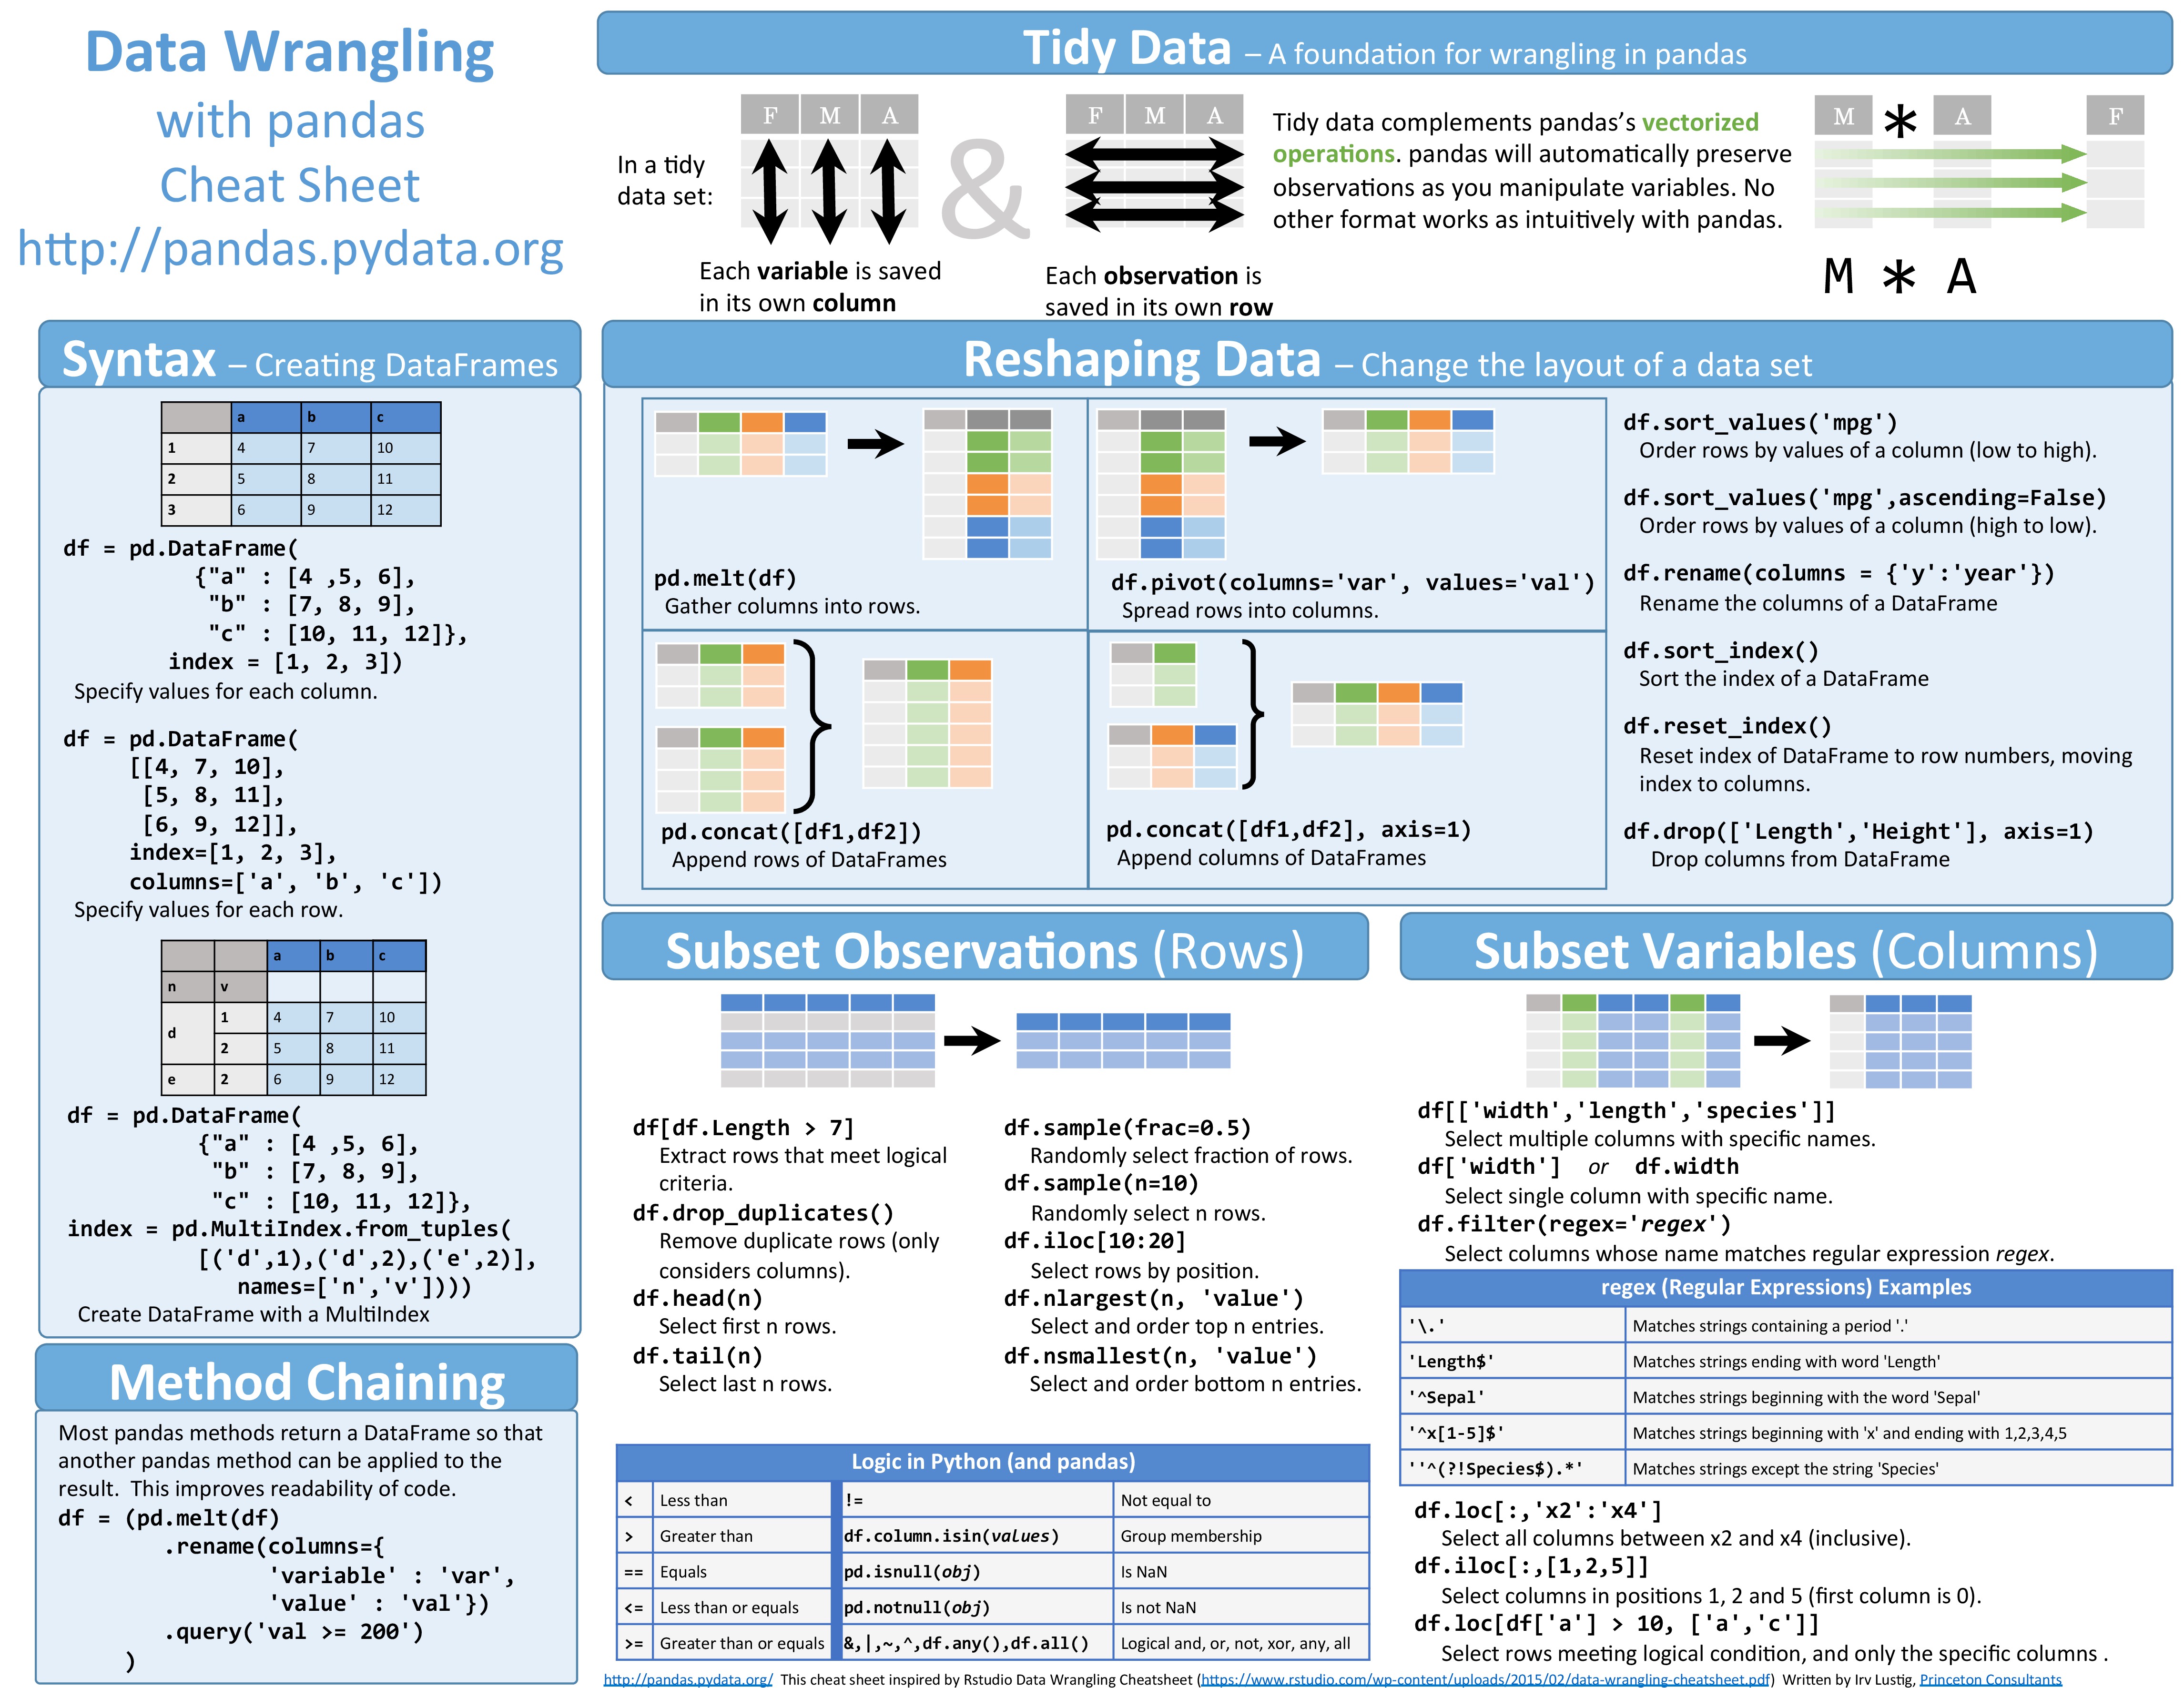 Data Wrangling
with pandas
Cheat Sheet
http://pandas.pydata.org
Tidy Data – A foundation for wrangling in pandas
In a tidy
data set:
F M A
Each variable is saved
in its own column
&
F M A
Each observation is
saved in its own row
Tidy data complements pandas’s vectorized
operations. pandas will automatically preserve
observations as you manipulate variables. No
other format works as intuitively with pandas.
M * A F
M * A
Syntax – Creating DataFrames
a b c
1 4 7 10
2 5 8 11
3 6 9 12
df = pd.DataFrame(
{"a" : [4 ,5, 6],
"b" : [7, 8, 9],
"c" : [10, 11, 12]},
index = [1, 2, 3])
Specify values for each column.
df = pd.DataFrame(
[[4, 7, 10],
[5, 8, 11],
[6, 9, 12]],
index=[1, 2, 3],
columns=['a', 'b', 'c'])
Specify values for each row.
a b c
n v
d 1 4 7 10
2 5 8 11
e 2 6 9 12
df = pd.DataFrame(
{"a" : [4 ,5, 6],
"b" : [7, 8, 9],
"c" : [10, 11, 12]},
index = pd.MultiIndex.from_tuples(
[('d',1),('d',2),('e',2)],
names=['n','v'])))
Create DataFrame with a MultiIndex
Method Chaining
Most pandas methods return a DataFrame so that
another pandas method can be applied to the
result. This improves readability of code.
df = (pd.melt(df)
.rename(columns={
'variable' : 'var',
'value' : 'val'})
.query('val >= 200')
)
Reshaping Data – Change the layout of a data set
pd.melt(df)
Gather columns into rows.
df.pivot(columns='var', values='val')
Spread rows into columns.
pd.concat([df1,df2])
Append rows of DataFrames
pd.concat([df1,df2], axis=1)
Append columns of DataFrames
df.sort_values('mpg')
Order rows by values of a column (low to high).
df.sort_values('mpg',ascending=False)
Order rows by values of a column (high to low).
df.rename(columns = {'y':'year'})
Rename the columns of a DataFrame
df.sort_index()
Sort the index of a DataFrame
df.reset_index()
Reset index of DataFrame to row numbers, moving
index to columns.
df.drop(['Length','Height'], axis=1)
Drop columns from DataFrame
Subset Observations (Rows)
df[df.Length > 7]
Extract rows that meet logical
criteria.
df.drop_duplicates()
Remove duplicate rows (only
considers columns).
df.head(n)
Select first n rows.
df.tail(n)
Select last n rows.
df.sample(frac=0.5)
Randomly select fraction of rows.
df.sample(n=10)
Randomly select n rows.
df.iloc[10:20]
Select rows by position.
df.nlargest(n, 'value')
Select and order top n entries.
df.nsmallest(n, 'value')
Select and order bottom n entries.
Logic in Python (and pandas)
< Less than != Not equal to
> Greater than df.column.isin(values) Group membership
== Equals pd.isnull(obj) Is NaN
<= Less than or equals pd.notnull(obj) Is not NaN
>= Greater than or equals &,|,~,^,df.any(),df.all() Logical and, or, not, xor, any, all
Subset Variables (Columns)
df[['width','length','species']]
Select multiple columns with specific names.
df['width'] or df.width
Select single column with specific name.
df.filter(regex='regex')
Select columns whose name matches regular expression regex.
regex (Regular Expressions) Examples
'\.' Matches strings containing a period '.'
'Length$' Matches strings ending with word 'Length'
'^Sepal' Matches strings beginning with the word 'Sepal'
'^x[1-5]$' Matches strings beginning with 'x' and ending with 1,2,3,4,5
''^(?!Species$).*' Matches strings except the string 'Species'
df.loc[:,'x2':'x4']
Select all columns between x2 and x4 (inclusive).
df.iloc[:,[1,2,5]]
Select columns in positions 1, 2 and 5 (first column is 0).
df.loc[df['a'] > 10, ['a','c']]
Select rows meeting logical condition, and only the specific columns .
http://pandas.pydata.org/ This cheat sheet inspired by Rstudio Data Wrangling Cheatsheet (https://www.rstudio.com/wp-content/uploads/2015/02/data-wrangling-cheatsheet.pdf) Written by Irv Lustig, Princeton Consultants